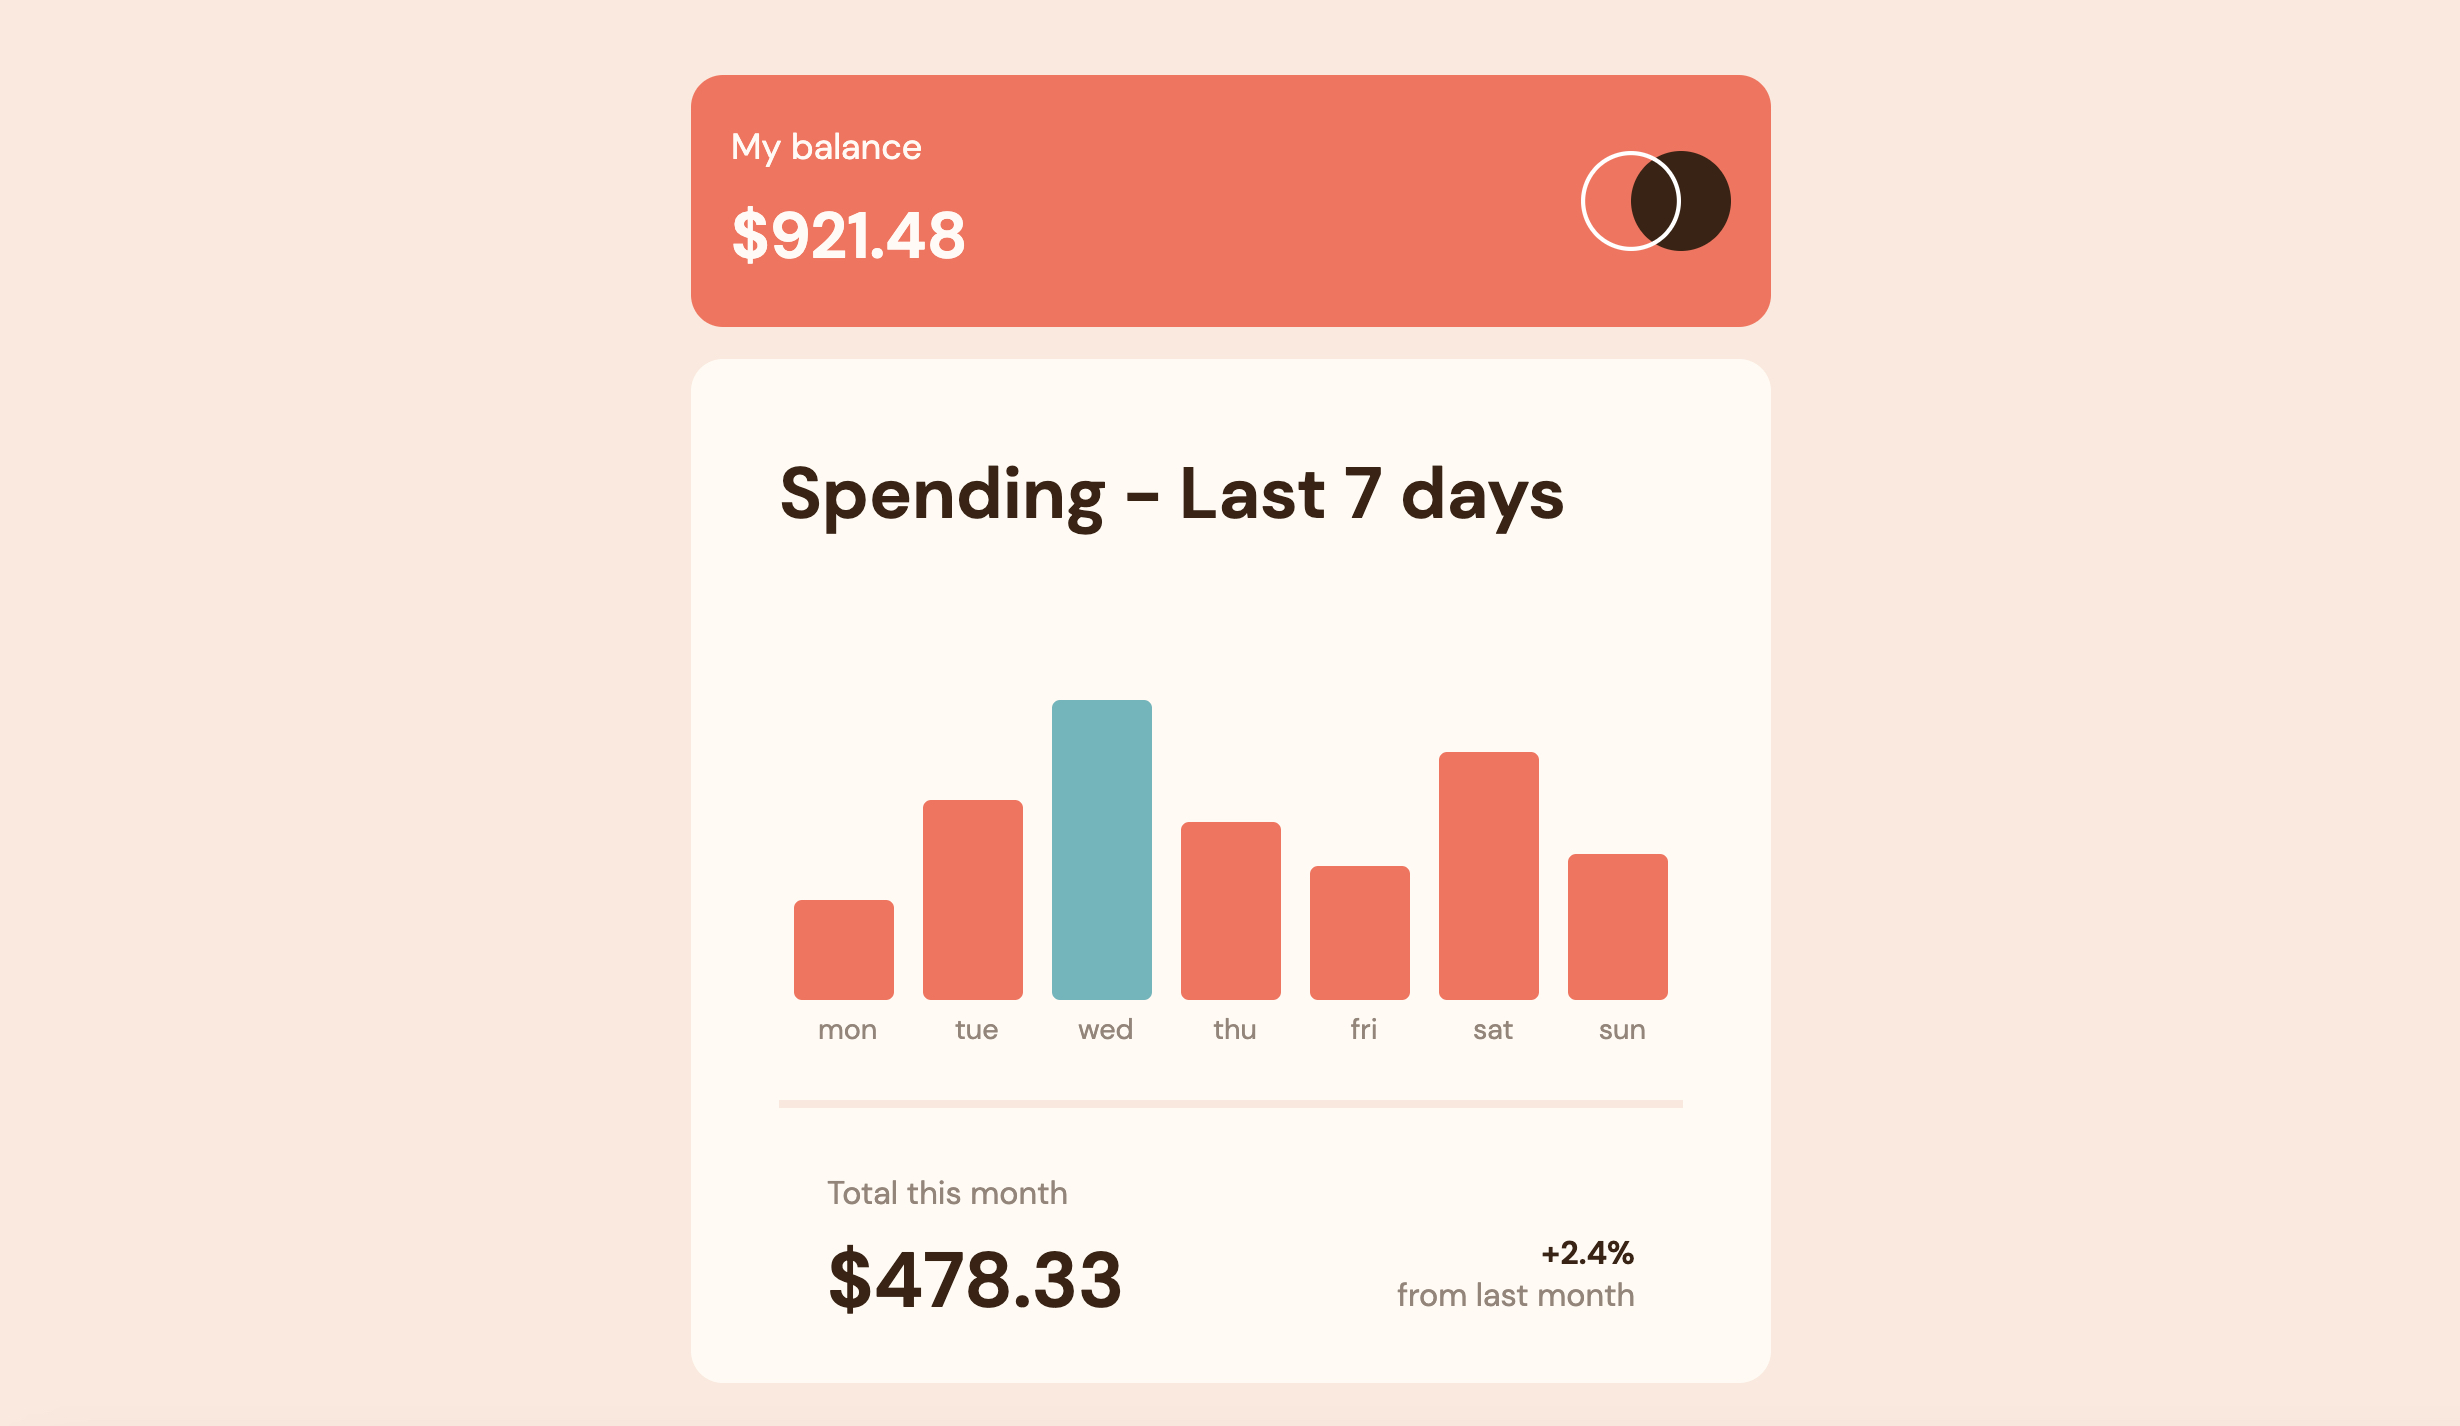 My balance
$921.48
Spending – Last 7 days
mon tue wed thu fri sat sun
Total this month
$478.33
+2.4%
from last month